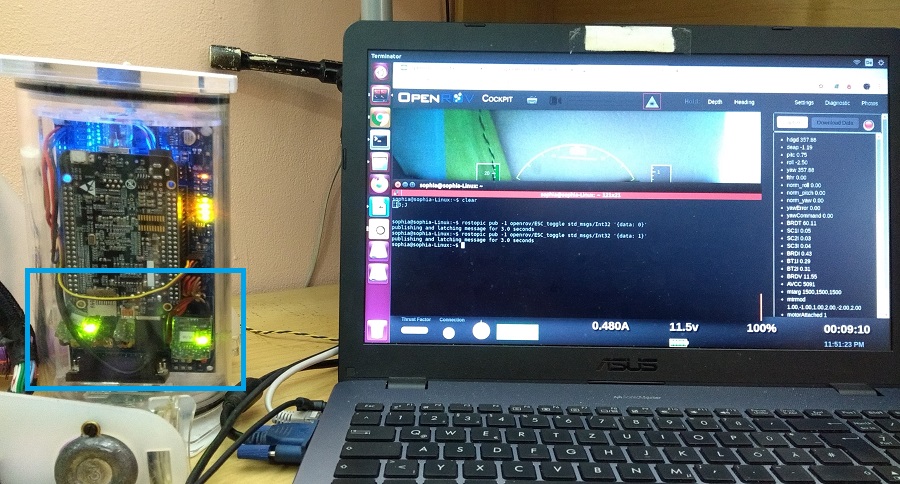 Terminator
OPENROV COCKPIT
Hold Depth Heading
Settings Diagnostic Photos
Download Data
hdgd 357.88
deap -1.19
pitc 0.75
roll -2.50
yaw 357.88
fthr 0.00
norm_roll 0.00
norm_pitch 0.00
norm_yaw 0.00
yawError 0.00
yawCommand 0.00
BRDT 60.11
SC1I 0.05
SC2I 0.03
SC3I 0.04
BRDI 0.43
BT1I 0.29
BT2I 0.31
BRDV 11.55
AVCC 5091
mtarg 1500,1500,1500
mtrmod
1.00,-1.00,1.00,2.00,-2.00,2.00
motorAttached 1
sophia@sophia-Linux: ~
sophia@sophia-Linux: ~ 125x21
sophia@sophia-Linux:~$ clear
sophia@sophia-Linux:~$ rostopic pub -1 openrov/ESC_toggle std_msgs/Int32 '{data: 0}'
publishing and latching message for 3.0 seconds
sophia@sophia-Linux:~$ rostopic pub -1 openrov/ESC_toggle std_msgs/Int32 '{data: 1}'
publishing and latching message for 3.0 seconds
sophia@sophia-Linux:~$
Thrust Factor Connection
0.480A 11.5v 100% 00:09:10
11:51:23 PM
ASUS